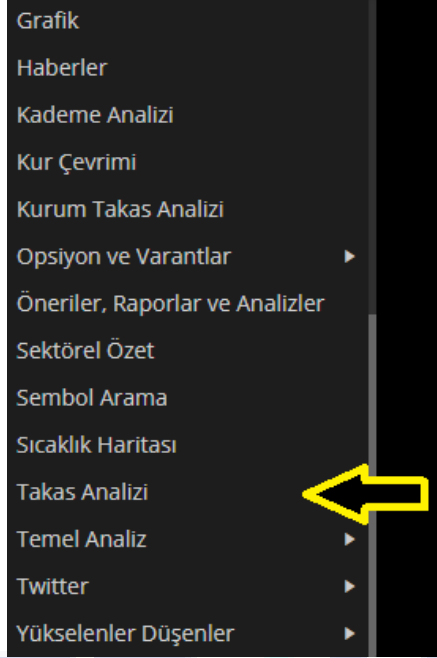 Grafik
Haberler
Kademe Analizi
Kur Çevrimi
Kurum Takas Analizi
Opsiyon ve Varantlar
Öneriler, Raporlar ve Analizler
Sektörel Özet
Sembol Arama
Sıcaklık Haritası
Takas Analizi
Temel Analiz
Twitter
Yükselenler Düşenler